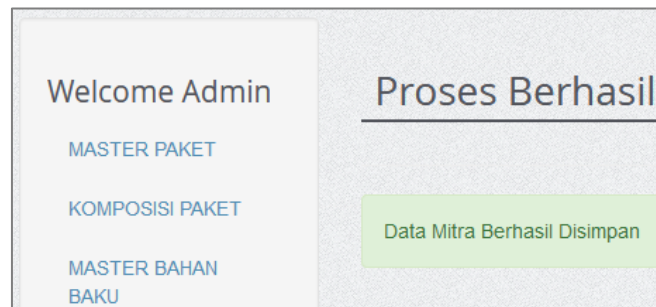 Welcome Admin
MASTER PAKET
KOMPOSISI PAKET
MASTER BAHAN
BAKU
Proses Berhasil
Data Mitra Berhasil Disimpan